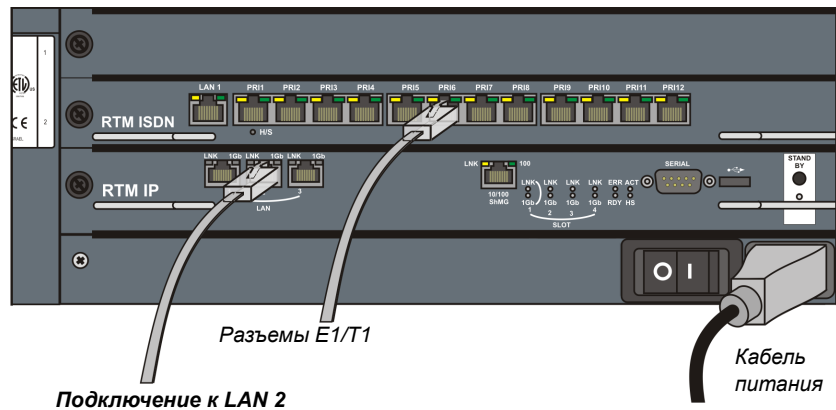 1
LAN 1 PRI1 PRI2 PRI3 PRI4 PRI5 PRI6 PRI7 PRI8 PRI9 PRI10 PRI11 PRI12
2
RTM ISDN
H/S
ISRAEL
LNK 1Gb LNK 1Gb LNK 1Gb
LNK 100
SERIAL
STAND
BY
RTM IP
LAN
3
10/100
ShMG
LNK LNK LNK LNK ERR ACT
1Gb 1Gb 1Gb 1Gb RDY HS
1 2 3 4
SLOT
O I
Разъемы E1/T1
Кабель
питания
Подключение к LAN 2